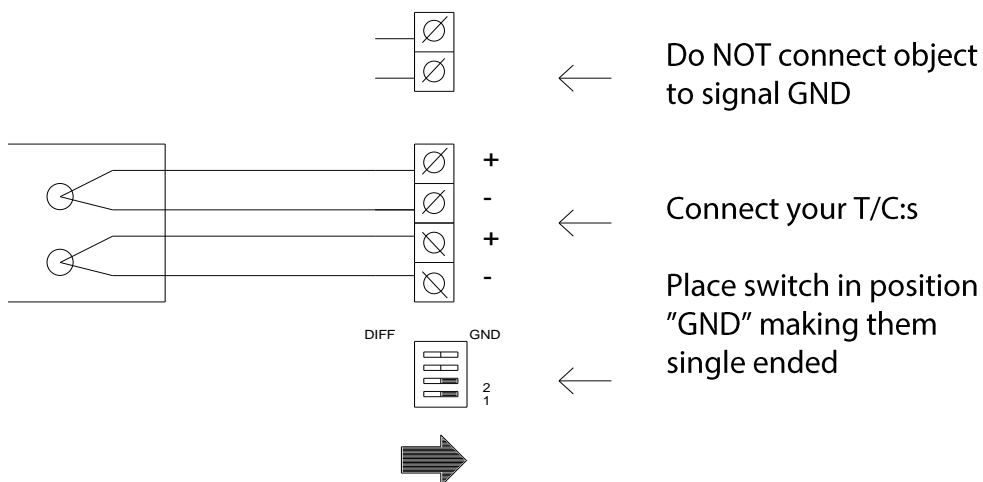 Do NOT connect object
to signal GND
+
-
Connect your T/C:s
+
-
Place switch in position
”GND” making them
single ended
DIFF GND
2
1